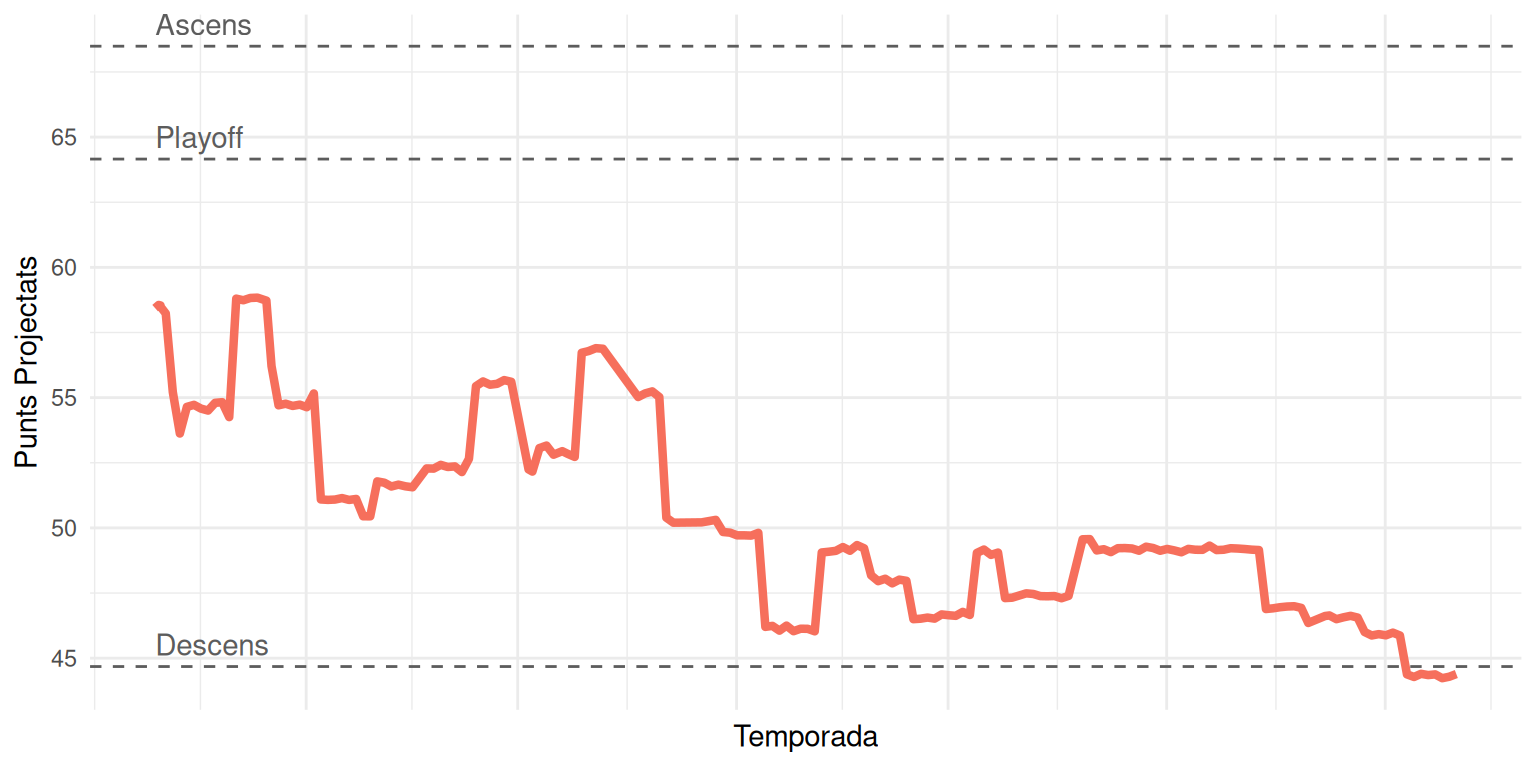 Ascens
Playoff
Descens
65
60
55
50
45
Punts Projectats
Temporada